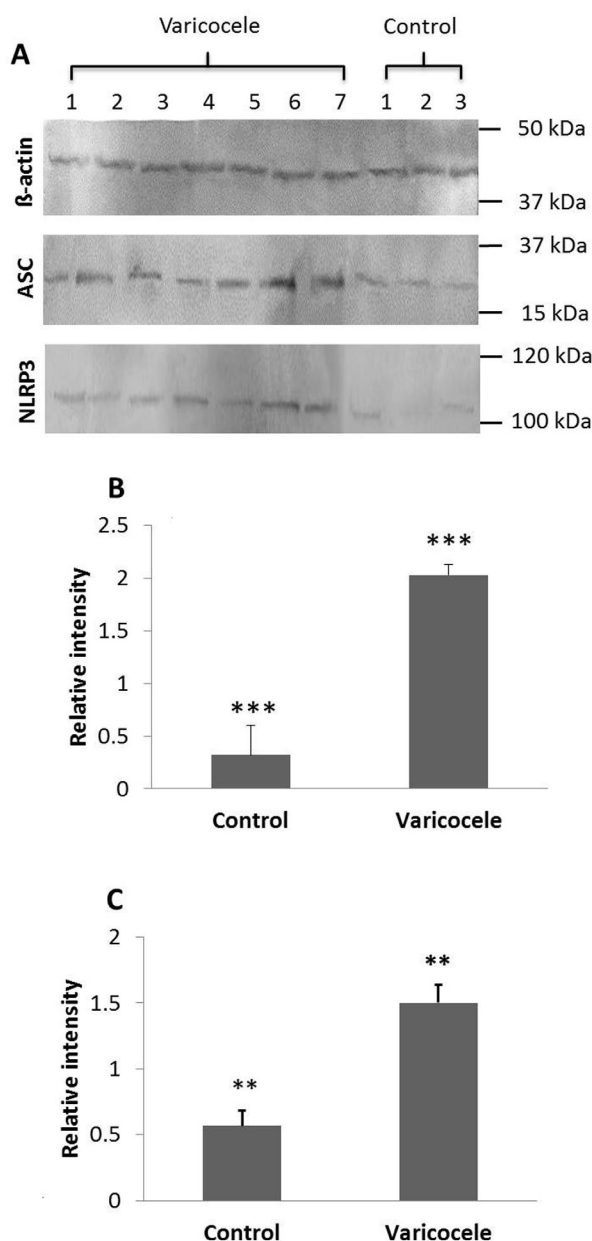 Varicocele Control
A
1 2 3 4 5 6 7 1 2 3
ß-actin
50 kDa
37 kDa
ASC
37 kDa
15 kDa
NLRP3
120 kDa
100 kDa
B
Relative intensity
2.5
2
1.5
1
0.5
0
***
***
Control Varicocele
C
Relative intensity
2
1.5
1
0.5
0
**
**
Control Varicocele